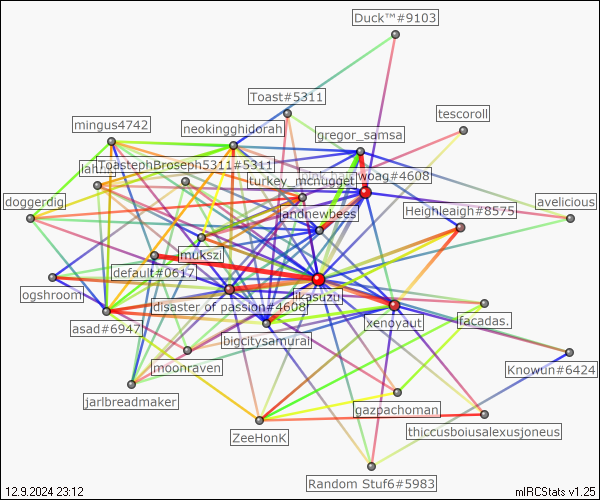 Duck™#9103
Toast#5311
tescoroll
mingus4742
neokingghidorah
gregor_samsa
ToastephBroseph5311#5311
turkey_mcnugget
woag#4608
doggerdig
andnewbees
Heighleaigh#8575
avelicious
mukszi
default#0617
ogshroom
disaster of passion#4608
likasuzu
asad#6947
xenoyaut
facadas.
bigcitysamurai
moonraven
Knowun#6424
jarlbreadmaker
gazpachoman
ZeeHonK
thiccusboiusalexusjoneus
Random Stuf6#5983
12.9.2024 23:12
mIRCStats v1.25